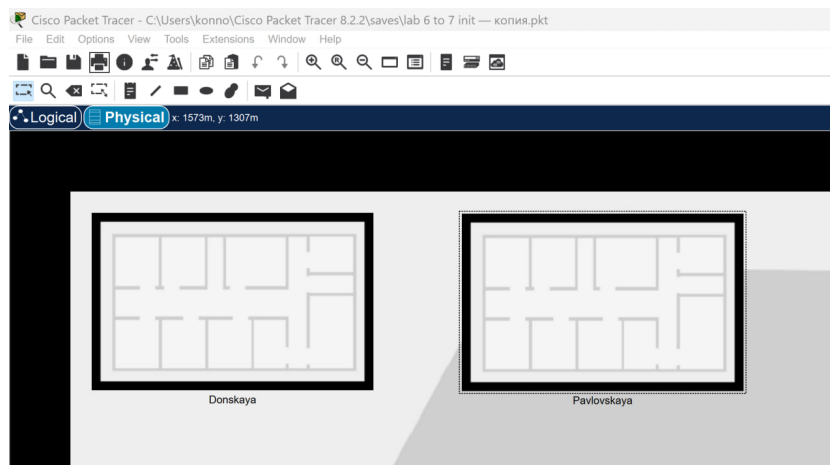 Cisco Packet Tracer - C:\Users\konno\Cisco Packet Tracer 8.2.2\saves\lab 6 to 7 init — копия.pkt
File Edit Options View Tools Extensions Window Help
Logical Physical x: 1573m, y: 1307m
Donskaya Pavlovskaya